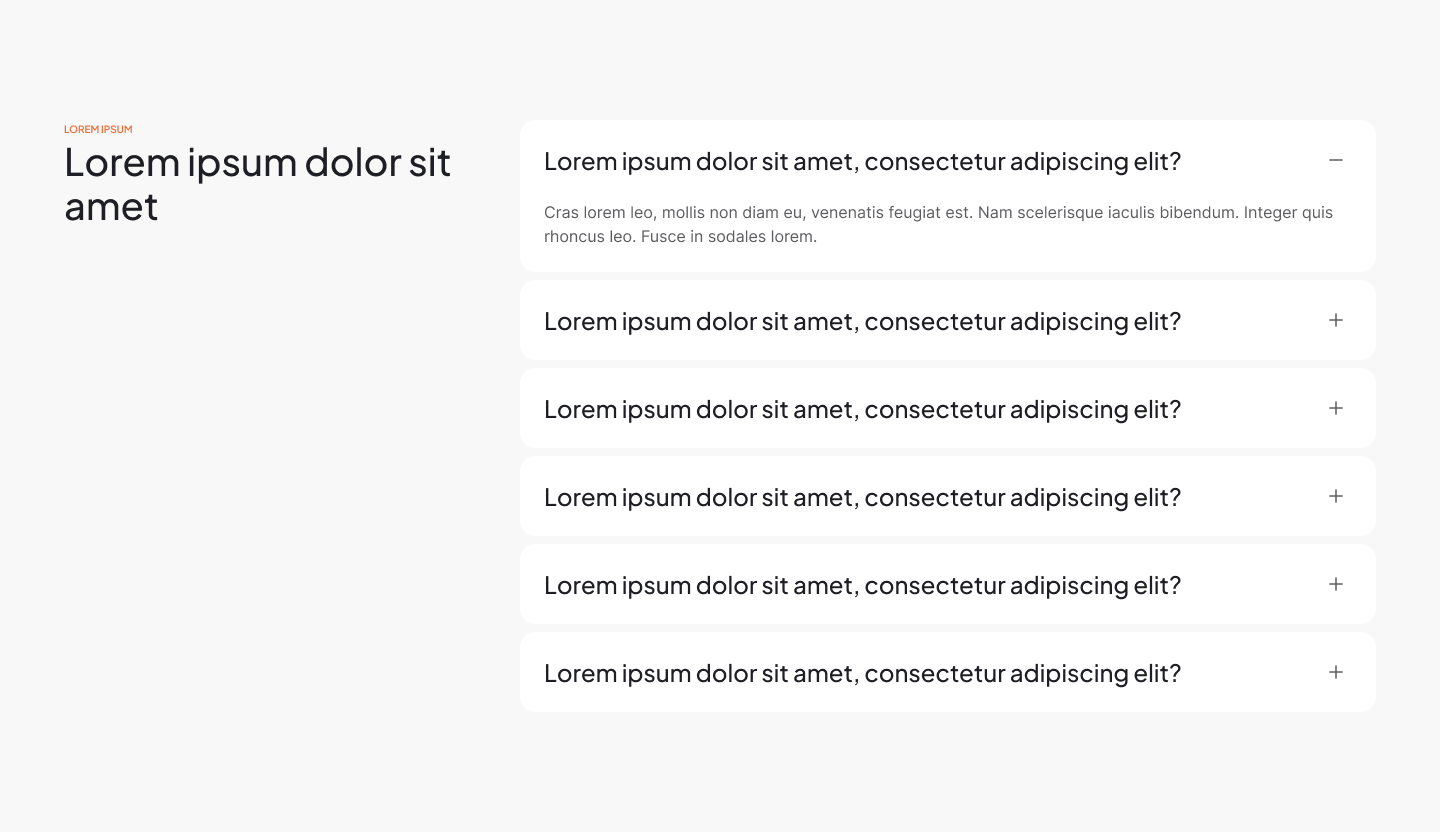 LOREM IPSUM
Lorem ipsum dolor sit
amet
Lorem ipsum dolor sit amet, consectetur adipiscing elit?
Cras lorem leo, mollis non diam eu, venenatis feugiat est. Nam scelerisque iaculis bibendum. Integer quis
rhoncus leo. Fusce in sodales lorem.
Lorem ipsum dolor sit amet, consectetur adipiscing elit?
Lorem ipsum dolor sit amet, consectetur adipiscing elit?
Lorem ipsum dolor sit amet, consectetur adipiscing elit?
Lorem ipsum dolor sit amet, consectetur adipiscing elit?
Lorem ipsum dolor sit amet, consectetur adipiscing elit?